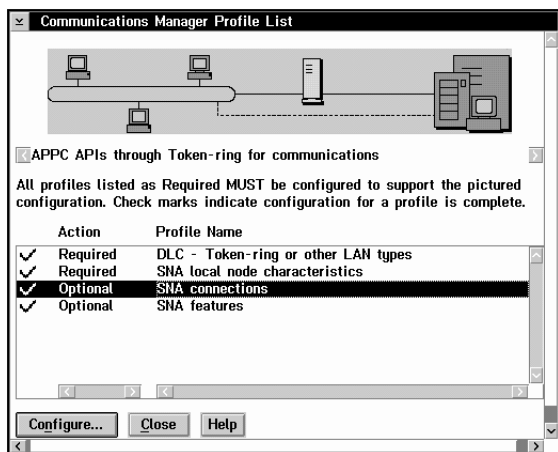 Communications Manager Profile List
APPC APIs through Token-ring for communications
All profiles listed as Required MUST be configured to support the pictured
configuration. Check marks indicate configuration for a profile is complete.
Action Profile Name
Required DLC - Token-ring or other LAN types
Required SNA local node characteristics
Optional SNA connections
Optional SNA features
Configure... Close Help